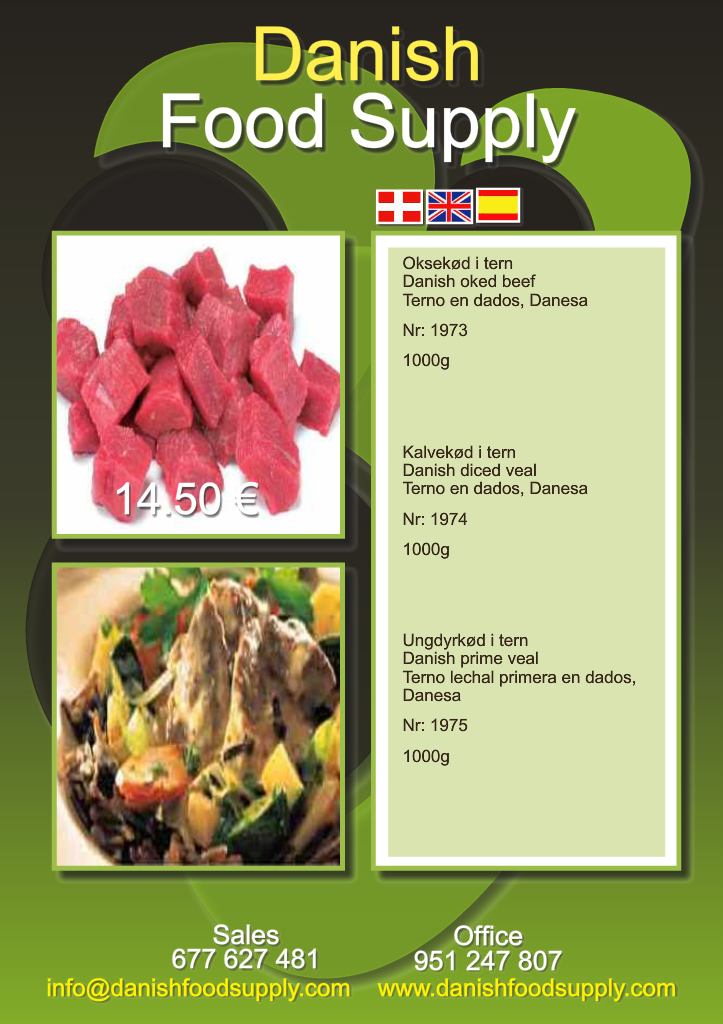 Danish
Food Supply
Oksekød i tern
Danish oked beef
Terno en dados, Danesa
Nr: 1973
1000g
Kalvekød i tern
Danish diced veal
Terno en dados, Danesa
Nr: 1974
1000g
Ungdyrkød i tern
Danish prime veal
Terno lechal primera en dados,
Danesa
Nr: 1975
1000g
14.50 €
Sales
677 627 481
info@danishfoodsupply.com
Office
951 247 807
www.danishfoodsupply.com